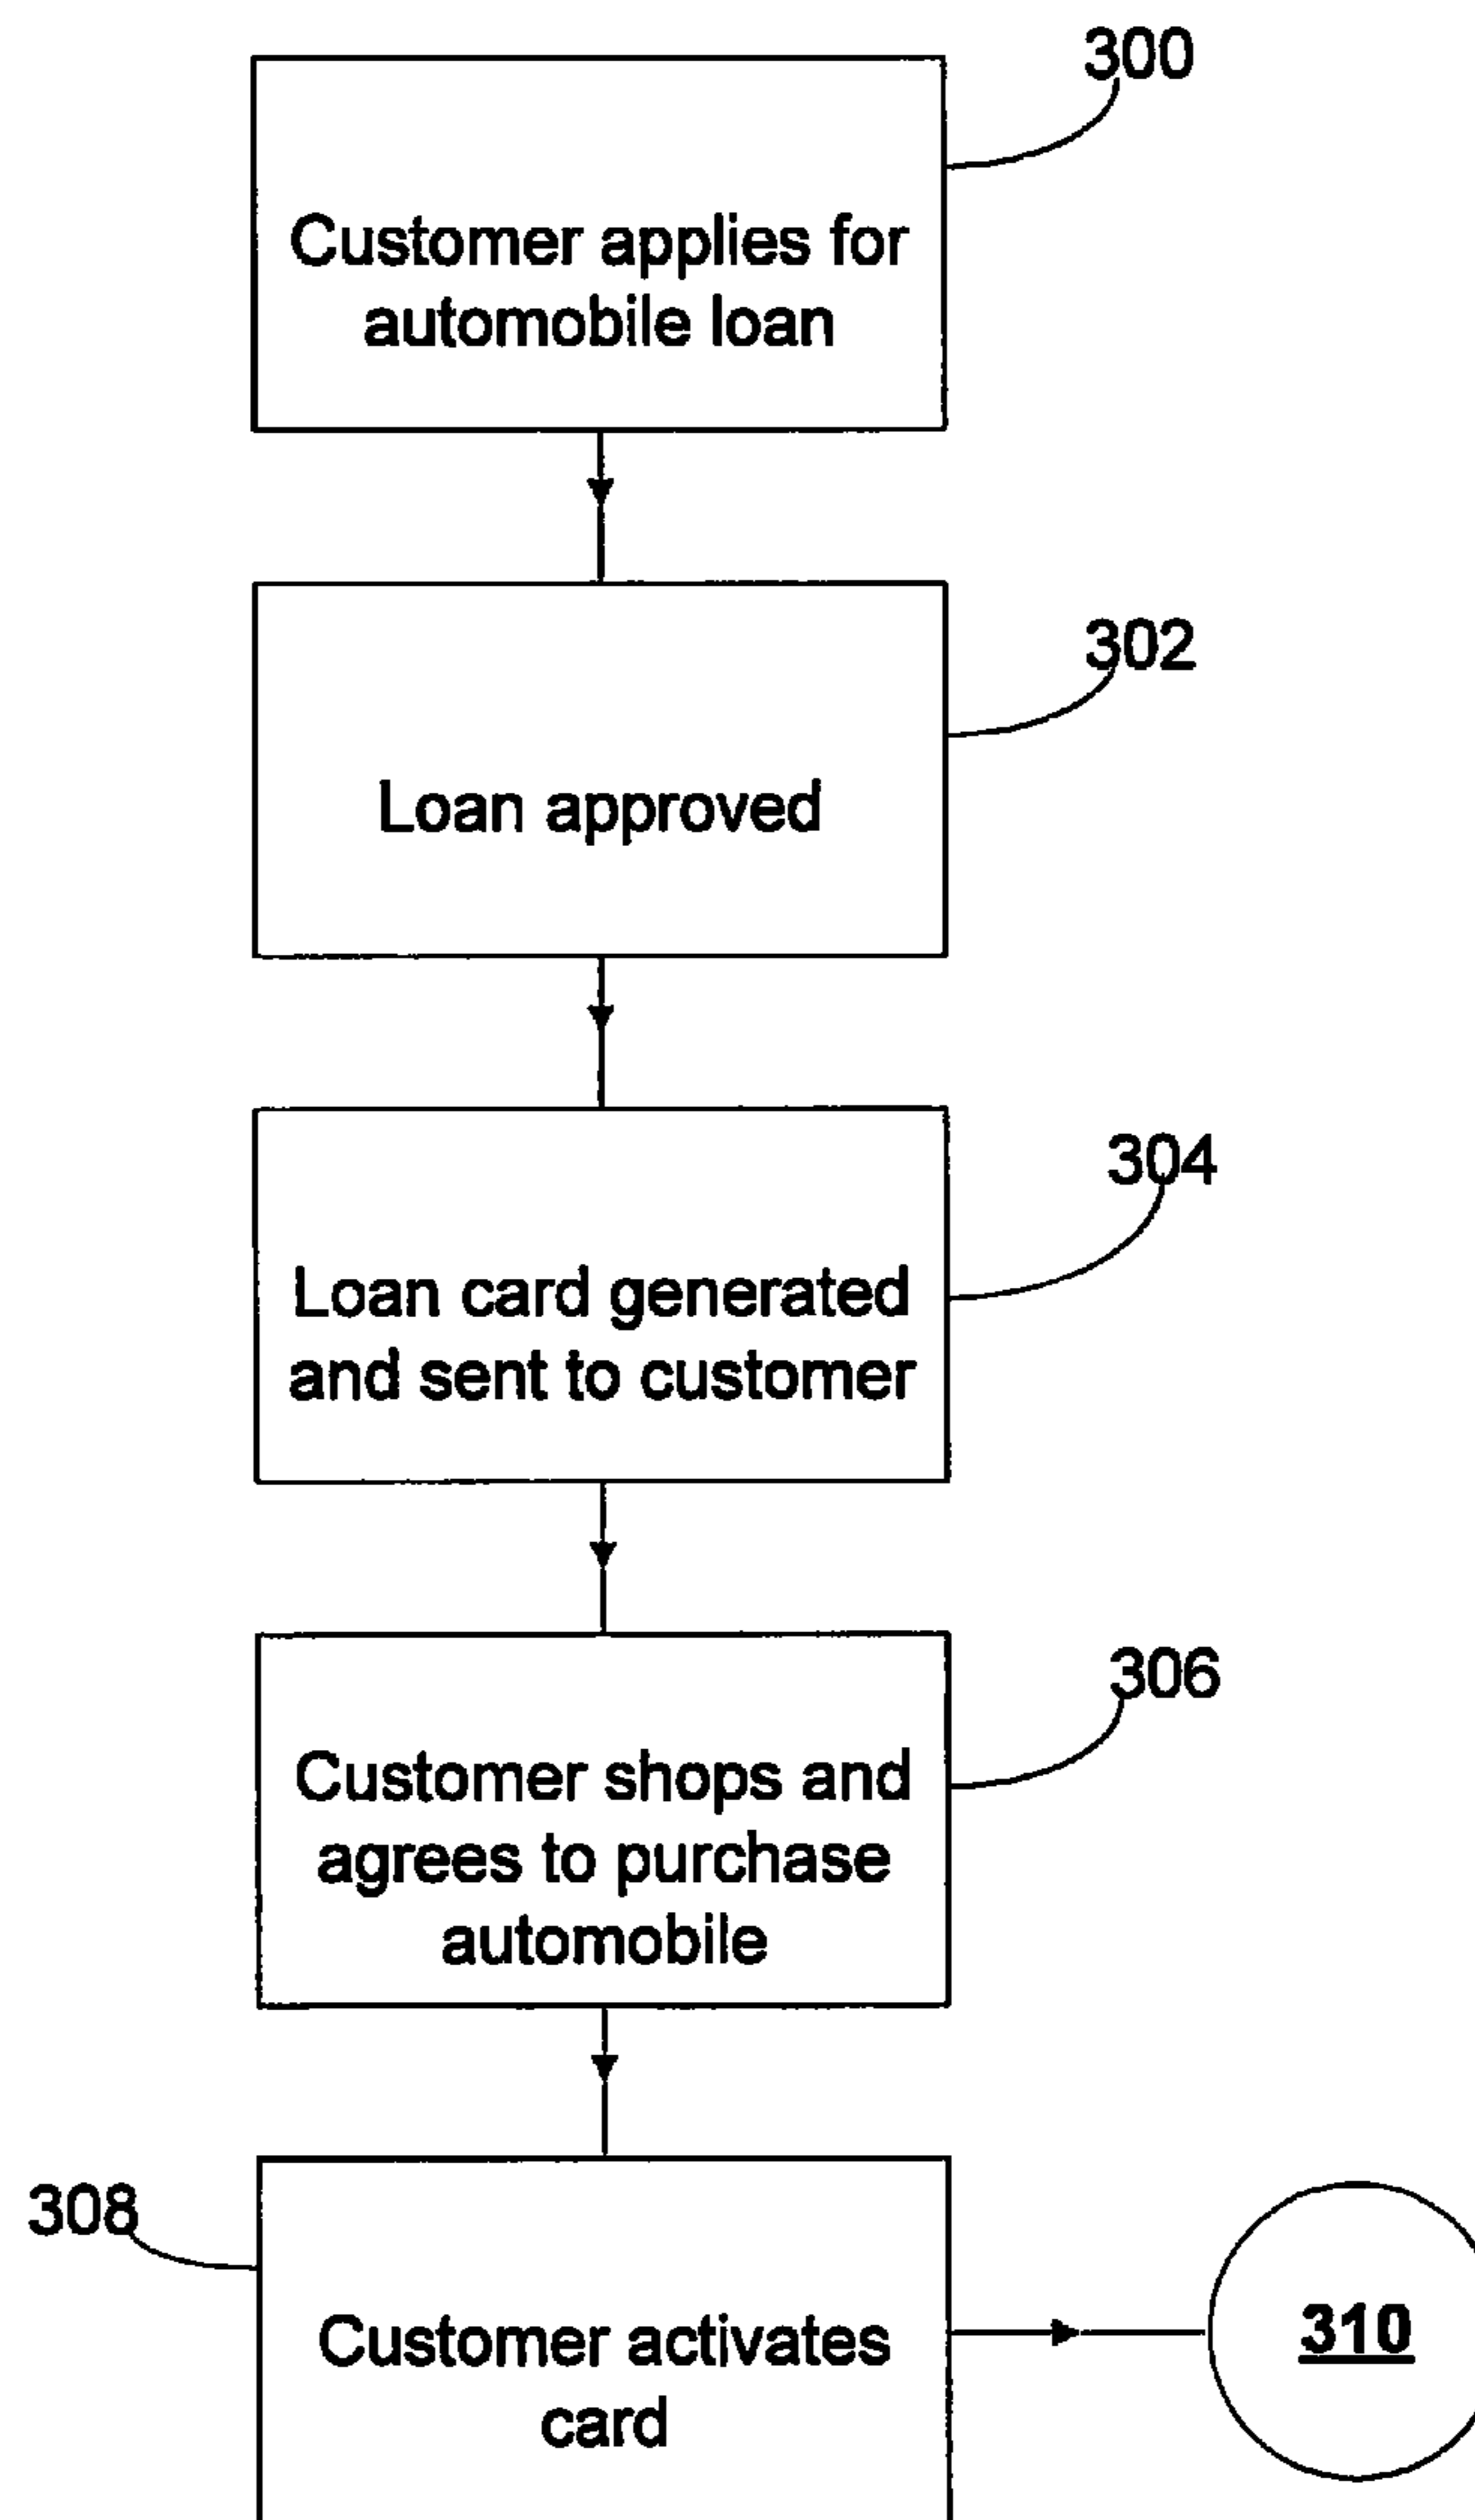 300
Customer applies for
automobile loan
302
Loan approved
304
Loan card generated
and sent to customer
306
Customer shops and
agrees to purchase
automobile
308
Customer activates
card
310